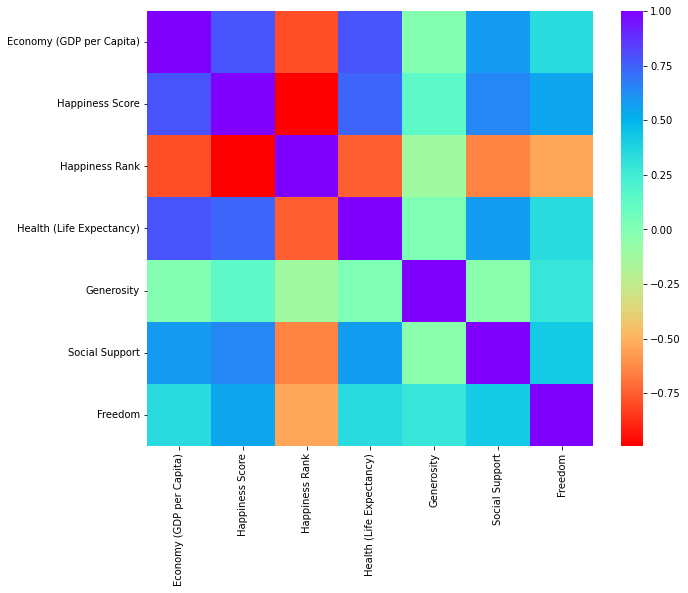 Economy (GDP per Capita)
Happiness Score
Happiness Rank
Health (Life Expectancy)
Generosity
Social Support
Freedom
Economy (GDP per Capita)
Happiness Score
Happiness Rank
Health (Life Expectancy)
Generosity
Social Support
Freedom
1.00
0.75
0.50
0.25
0.00
−0.25
−0.50
−0.75